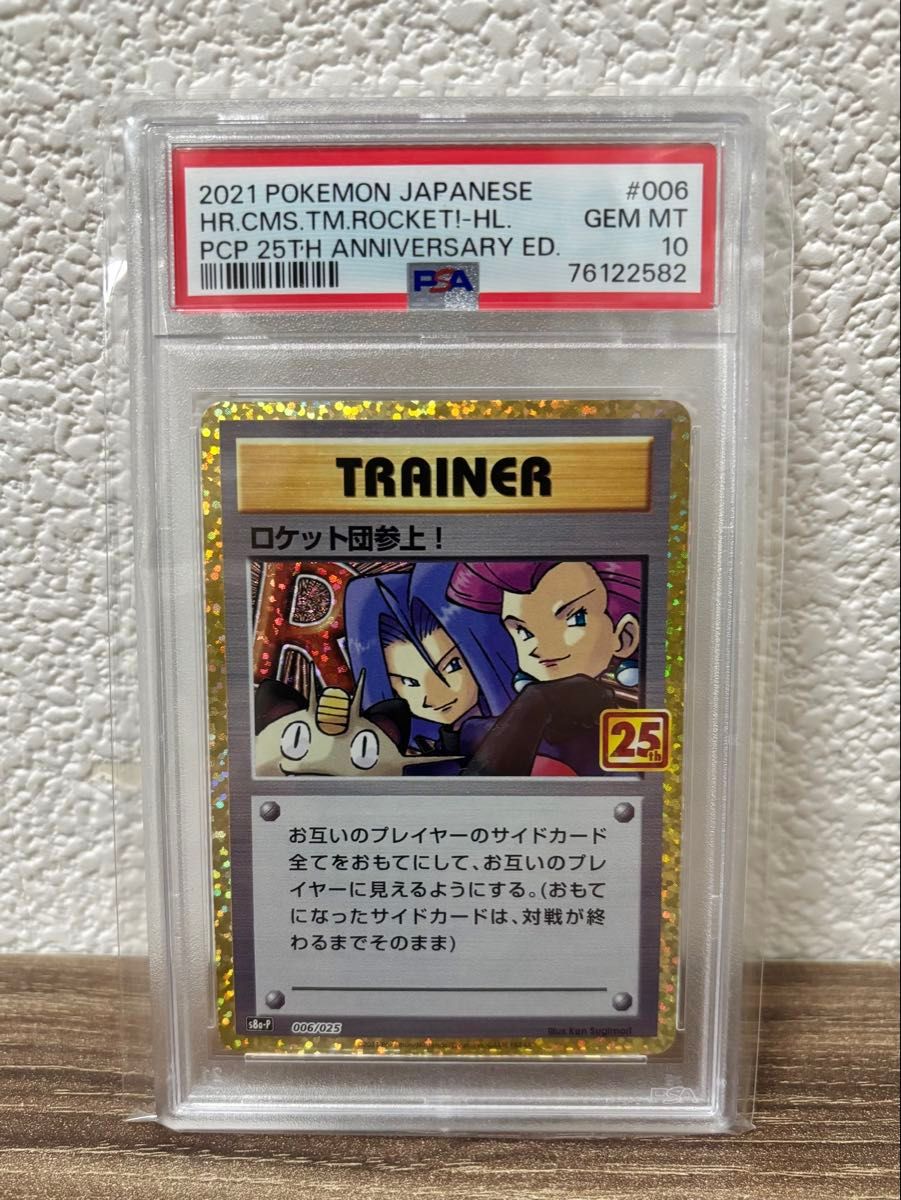 2021 POKEMON JAPANESE #006
HR.CMS.TM.ROCKET!-HL. GEM MT
PCP 25TH ANNIVERSARY ED. 10
PSA 76122582
TRAINER
ロケット団参上!
R
25th
お互いのプレイヤーのサイドカード
全てをおもてにして、お互いのプレ
イヤーに見えるようにする。(おもて
になったサイドカードは、対戦が終
わるまでそのまま)
s8a-P 006/025 Illus. Ken Sugimori
PSA